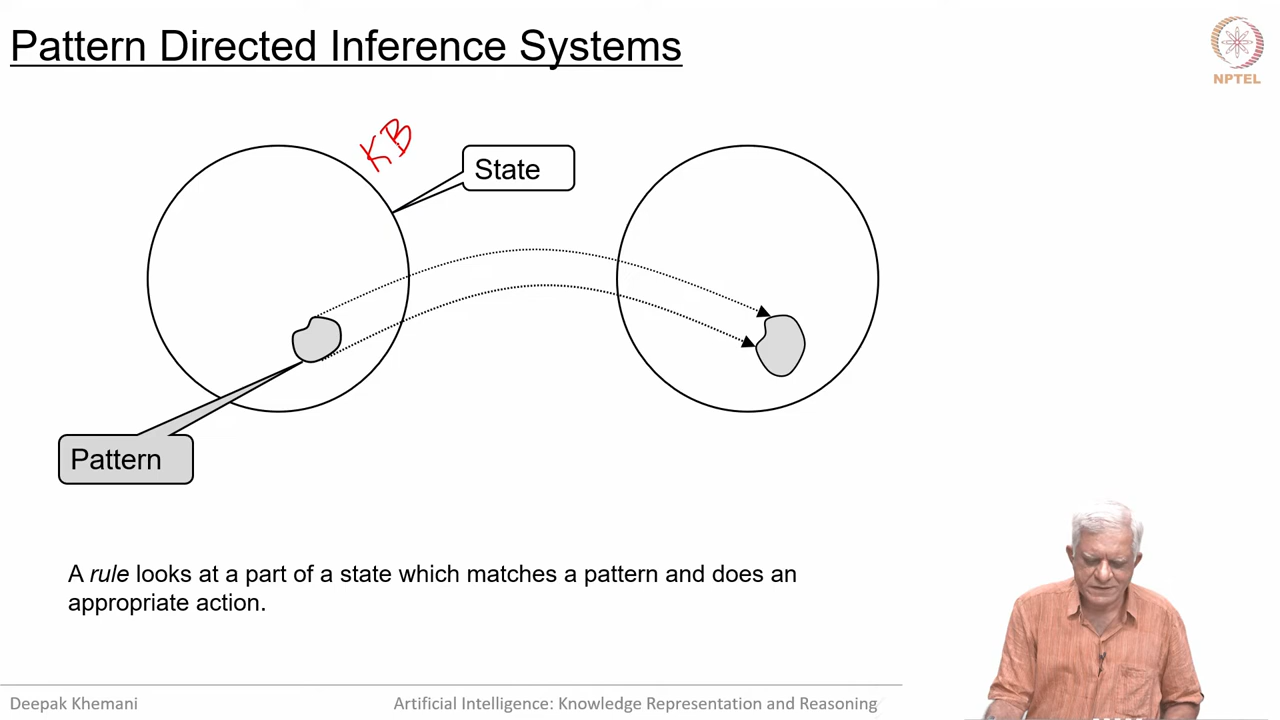 Pattern Directed Inference Systems
NPTEL
KB
State
Pattern
A rule looks at a part of a state which matches a pattern and does an
appropriate action.
Deepak Khemani
Artificial Intelligence: Knowledge Representation and Reasoning